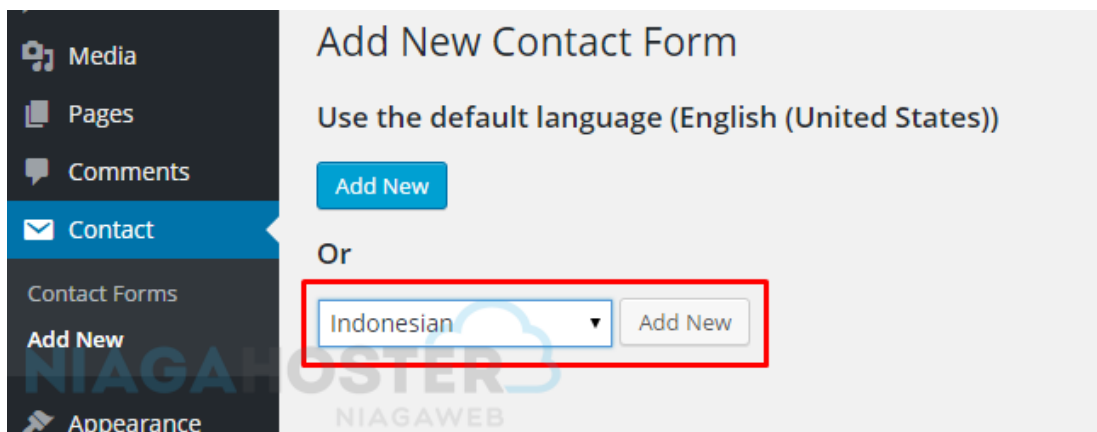 Media
Pages
Comments
Contact
Contact Forms
Add New
Appearance
Add New Contact Form
Use the default language (English (United States))
Add New
Or
Indonesian
Add New
NIAGAHOSTER
NIAGAWEB